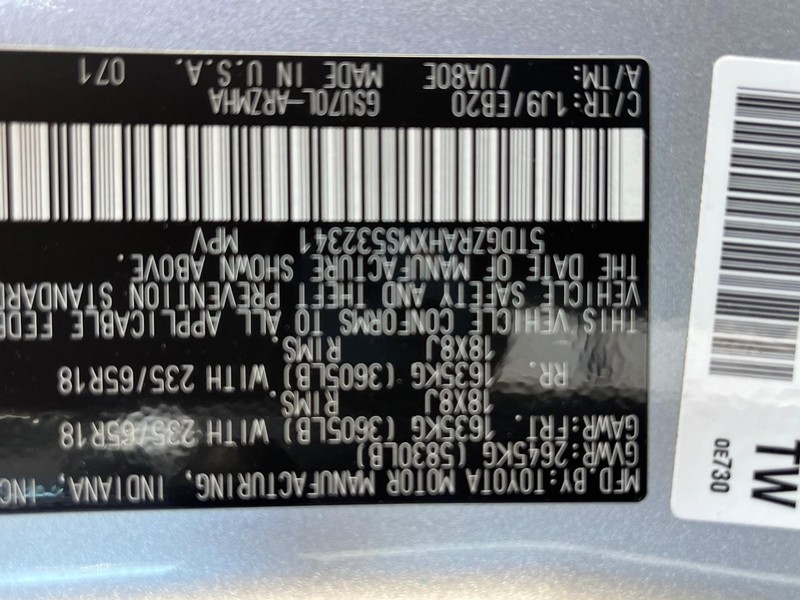 MFD.BY:TOYOTA MOTOR MANUFACTURING, INDIANA, INC
GVWR:2645KG (5830LB)
GAWR:FRT. 1635KG (3605LB) WITH 235/65R18
18X8J RIMS.
RR. 1635KG (3605LB) WITH 235/65R18
18X8J RIMS.
THIS VEHICLE CONFORMS TO ALL APPLICABLE FEDE
VEHICLE SAFETY AND THEFT PREVENTION STANDARD
THE DATE OF MANUFACTURE SHOWN ABOVE.
5TDGZRAHXMS532341 MPV
C/TR:1J9/EB20 GSU70L-ARZMHA
A/TM: /UA80E MADE IN U.S.A. 071
TW
0E730